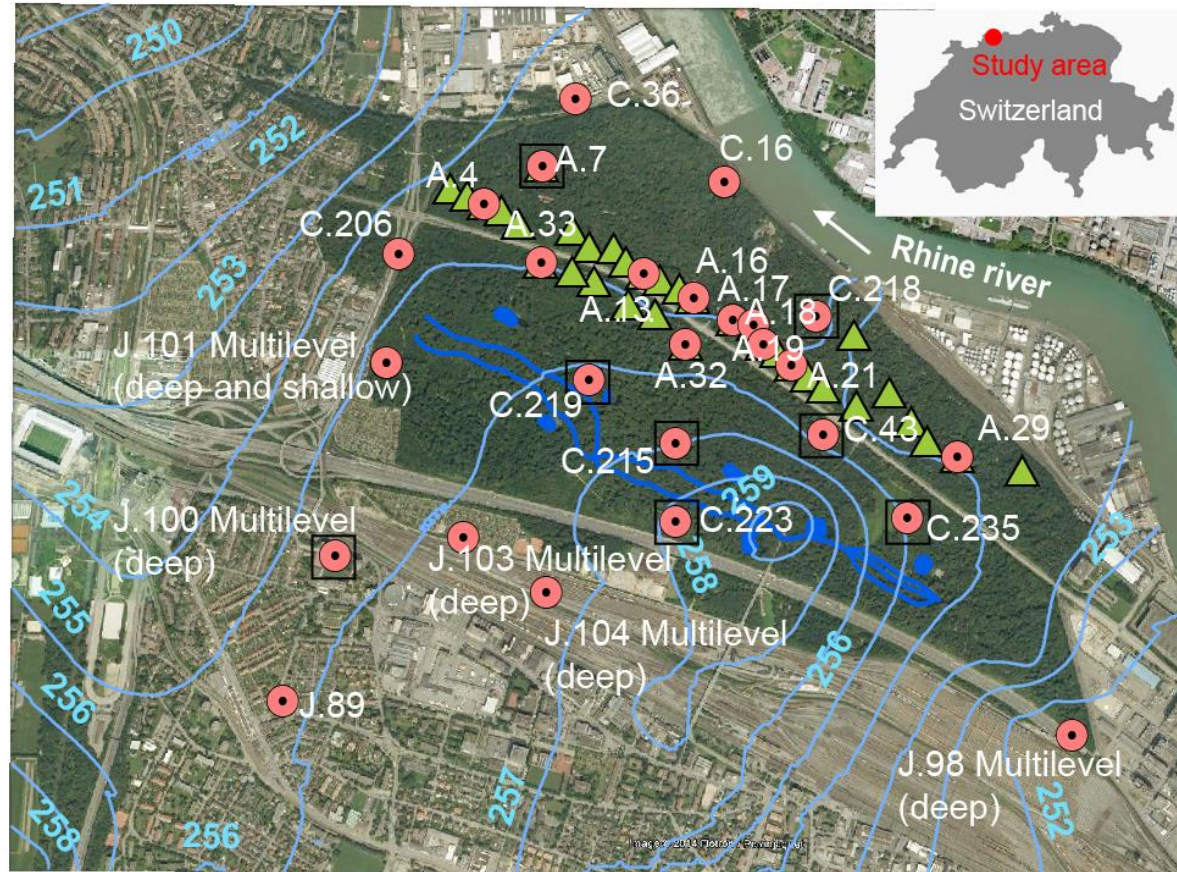 250
Study area
Switzerland
C.36
252
C.16
A.7
251
A.4
A.33
C.206
Rhine river
253
A.16
A.17
C.218
A.13
A.18
J.101 Multilevel
(deep and shallow)
A.19
A.32
A.21
C.219
C.43
A.29
C.215
259
254
J.100 Multilevel
(deep)
C.223
C.235
253
258
J.103 Multilevel
(deep)
255
J.104 Multilevel
(deep)
256
256
J.89
J.98 Multilevel
(deep)
257
252
258
256